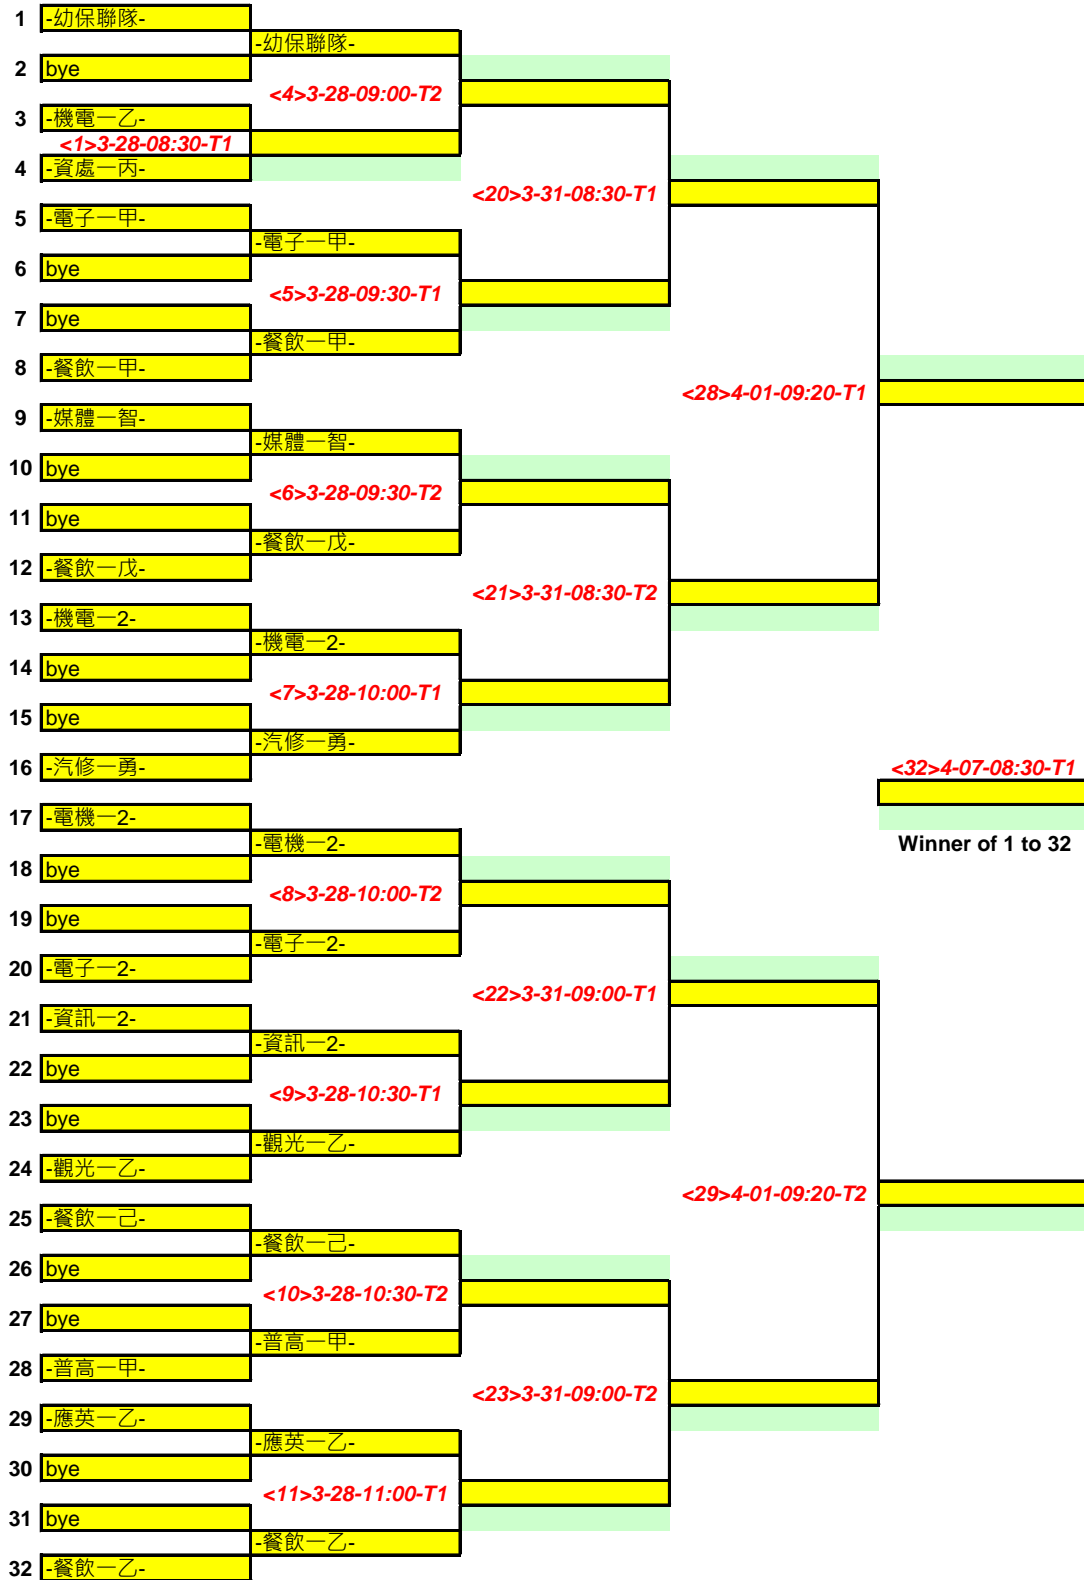 1 -幼保聯隊-
-幼保聯隊-
2 bye
<4>3-28-09:00-T2
3 -機電一乙-
<1>3-28-08:30-T1
4 -資處一丙-
<20>3-31-08:30-T1
5 -電子一甲-
-電子一甲-
6 bye
<5>3-28-09:30-T1
7 bye
-餐飲一甲-
8 -餐飲一甲-
<28>4-01-09:20-T1
9 -媒體一智-
-媒體一智-
10 bye
<6>3-28-09:30-T2
11 bye
-餐飲一戊-
12 -餐飲一戊-
<21>3-31-08:30-T2
13 -機電一2-
-機電一2-
14 bye
<7>3-28-10:00-T1
15 bye
-汽修一勇-
16 -汽修一勇-
<32>4-07-08:30-T1
17 -電機一2-
-電機一2-
Winner of 1 to 32
18 bye
<8>3-28-10:00-T2
19 bye
-電子一2-
20 -電子一2-
<22>3-31-09:00-T1
21 -資訊一2-
-資訊一2-
22 bye
<9>3-28-10:30-T1
23 bye
-觀光一乙-
24 -觀光一乙-
<29>4-01-09:20-T2
25 -餐飲一己-
-餐飲一己-
26 bye
<10>3-28-10:30-T2
27 bye
-普高一甲-
28 -普高一甲-
<23>3-31-09:00-T2
29 -應英一乙-
-應英一乙-
30 bye
<11>3-28-11:00-T1
31 bye
-餐飲一乙-
32 -餐飲一乙-